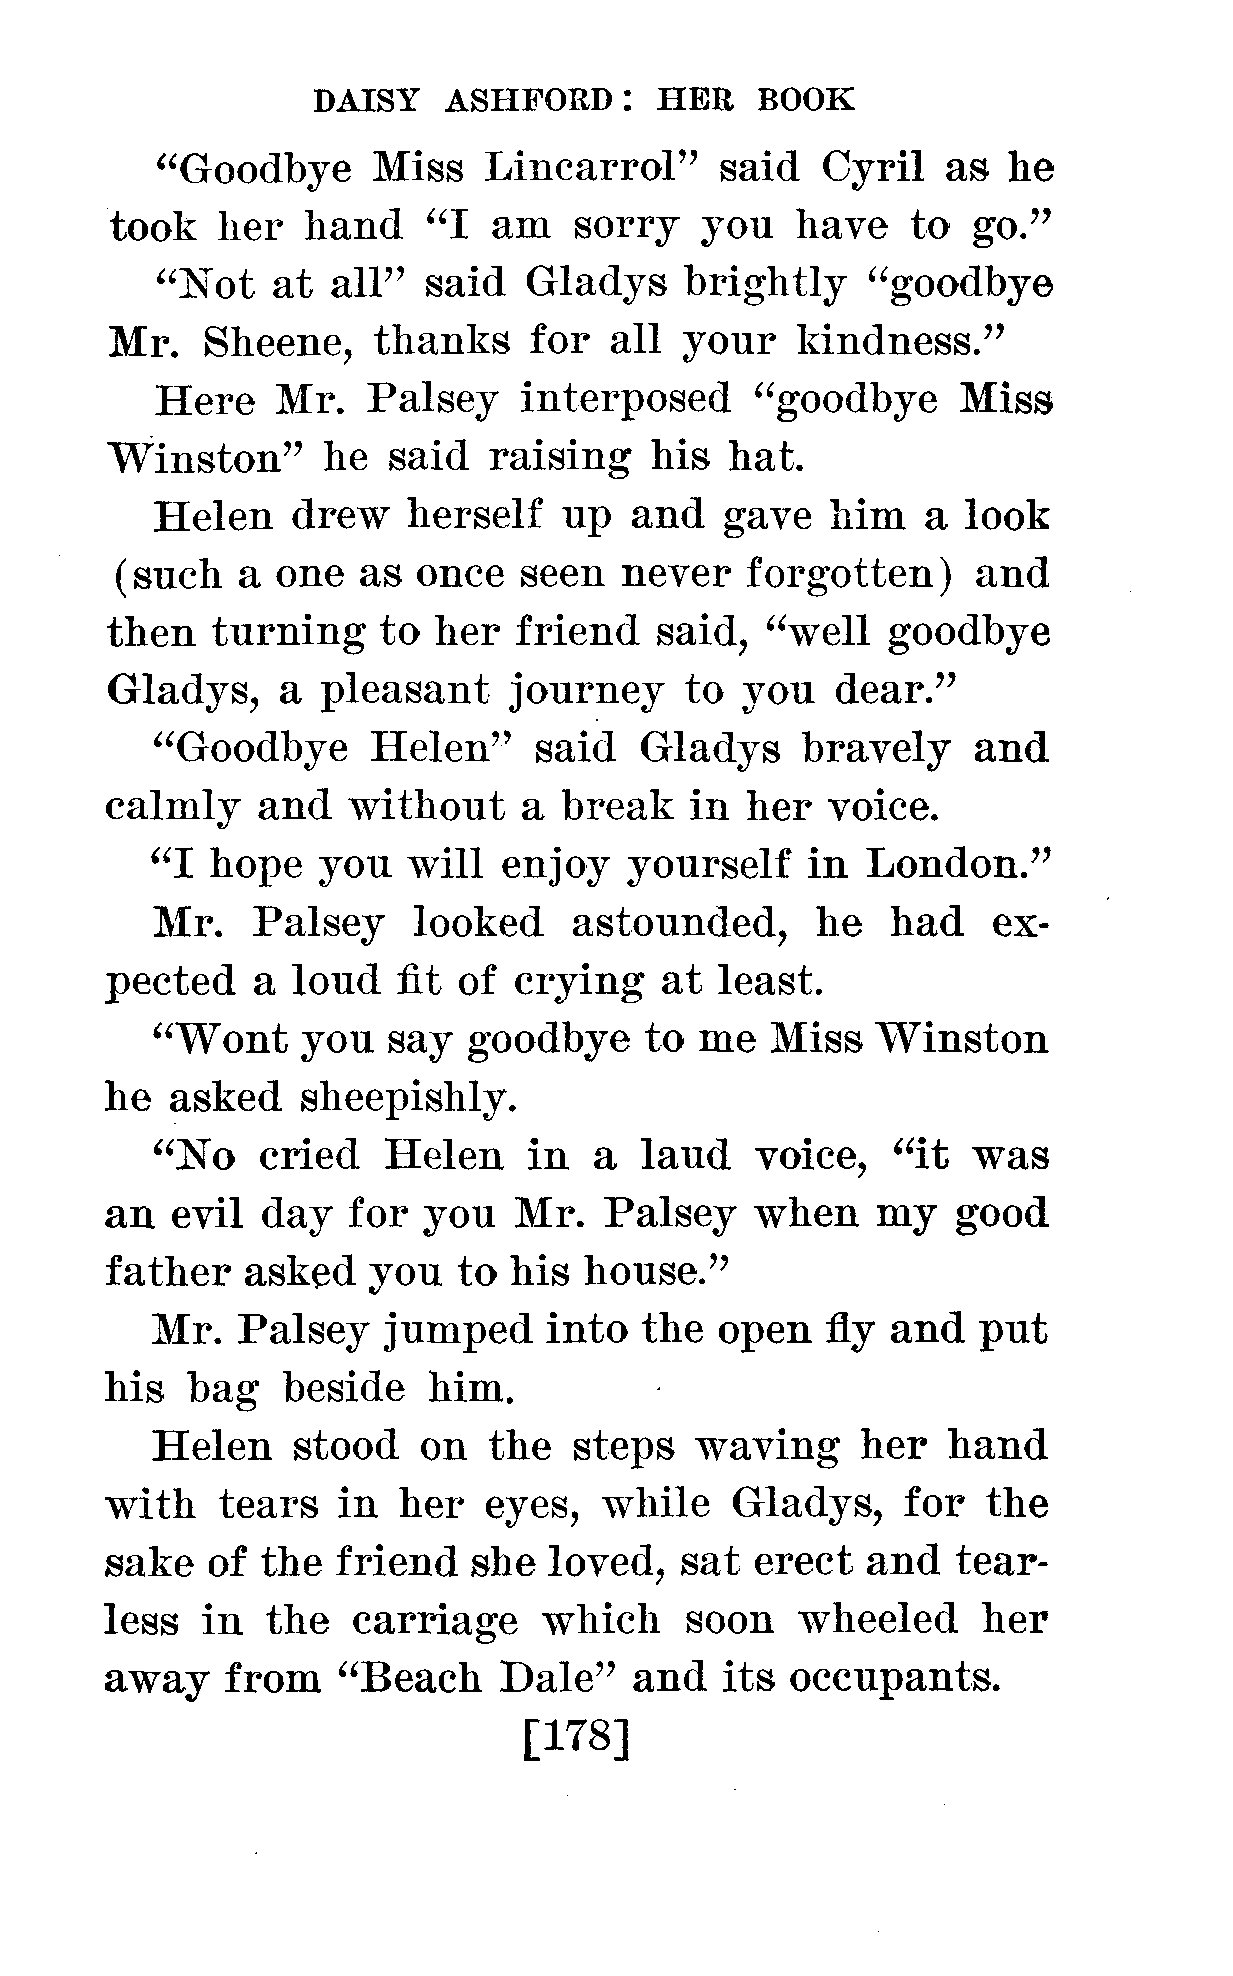 DAISY ASHFORD: HER BOOK
"Goodbye Miss Lincarrol" said Cyril as he
took her hand "I am sorry you have to go."
"Not at all" said Gladys brightly "goodbye
Mr. Sheene, thanks for all your kindness."
Here Mr. Palsey interposed "goodbye Miss
Winston" he said raising his hat.
Helen drew herself up and gave him a look
(such a one as once seen never forgotten) and
then turning to her friend said, "well goodbye
Gladys, a pleasant journey to you dear."
"Goodbye Helen" said Gladys bravely and
calmly and without a break in her voice.
"I hope you will enjoy yourself in London."
Mr. Palsey looked astounded, he had ex-
pected a loud fit of crying at least.
"Wont you say goodbye to me Miss Winston
he asked sheepishly.
"No cried Helen in a laud voice, "it was
an evil day for you Mr. Palsey when my good
father asked you to his house."
Mr. Palsey jumped into the open fly and put
his bag beside him.
Helen stood on the steps waving her hand
with tears in her eyes, while Gladys, for the
sake of the friend she loved, sat erect and tear-
less in the carriage which soon wheeled her
away from "Beach Dale" and its occupants.
[178]